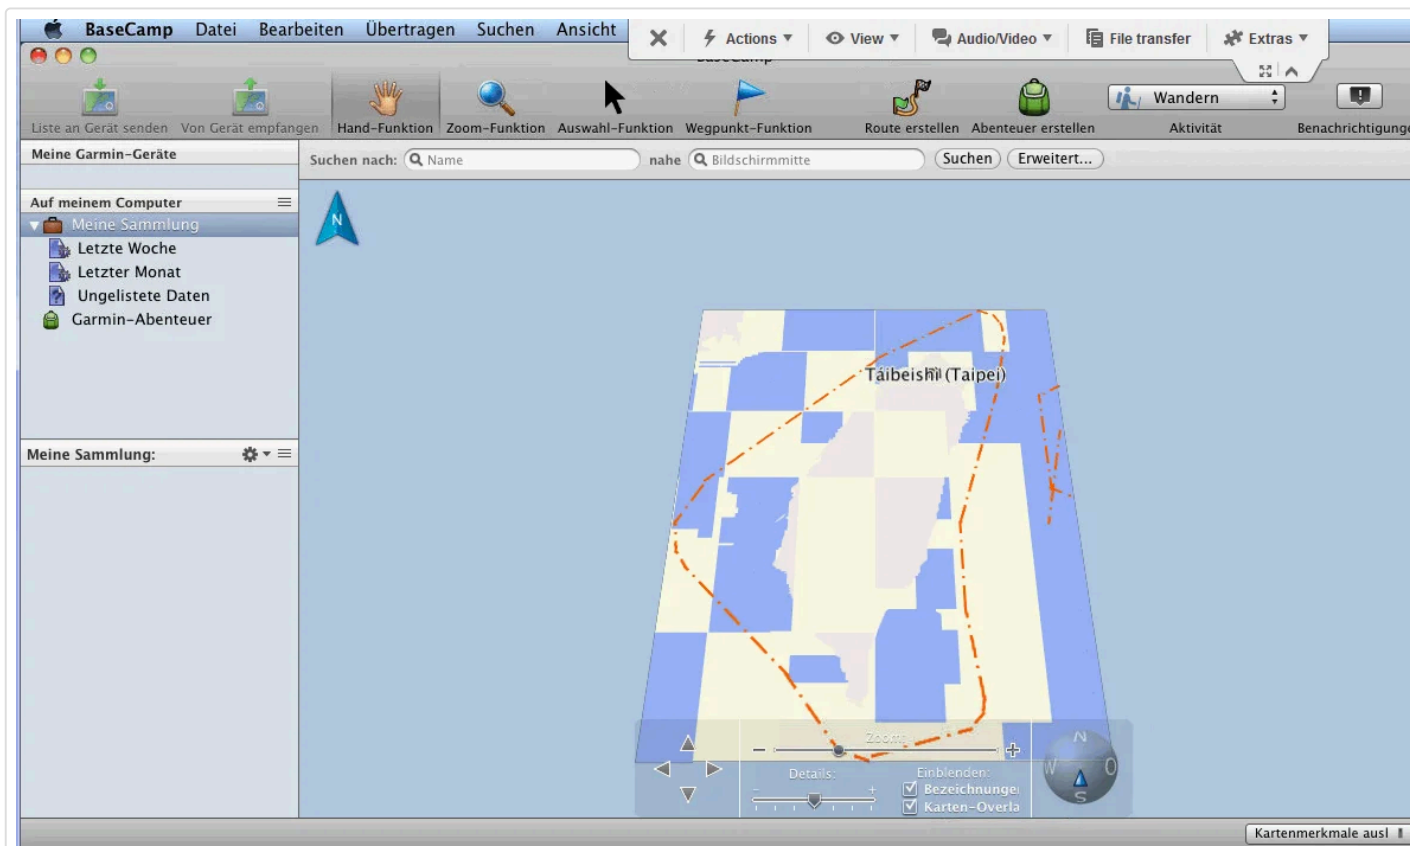 BaseCamp Datei Bearbeiten Übertragen Suchen Ansicht
Actions View Audio/Video File transfer Extras
Liste an Gerät senden Von Gerät empfangen Hand-Funktion Zoom-Funktion Auswahl-Funktion Wegpunkt-Funktion Route erstellen Abenteuer erstellen
Wandern
Aktivität
Benachrichtigunge
Meine Garmin-Geräte
Suchen nach: Name nahe Bildschirmmitte Suchen Erweitert...
Auf meinem Computer
Meine Sammlung
Letzte Woche
Letzter Monat
Ungelistete Daten
Garmin-Abenteuer
N
Meine Sammlung:
Zoom:
Details:
Einblenden:
Bezeichnunge
Karten-Overla
N
W O
S
Kartenmerkmale ausl